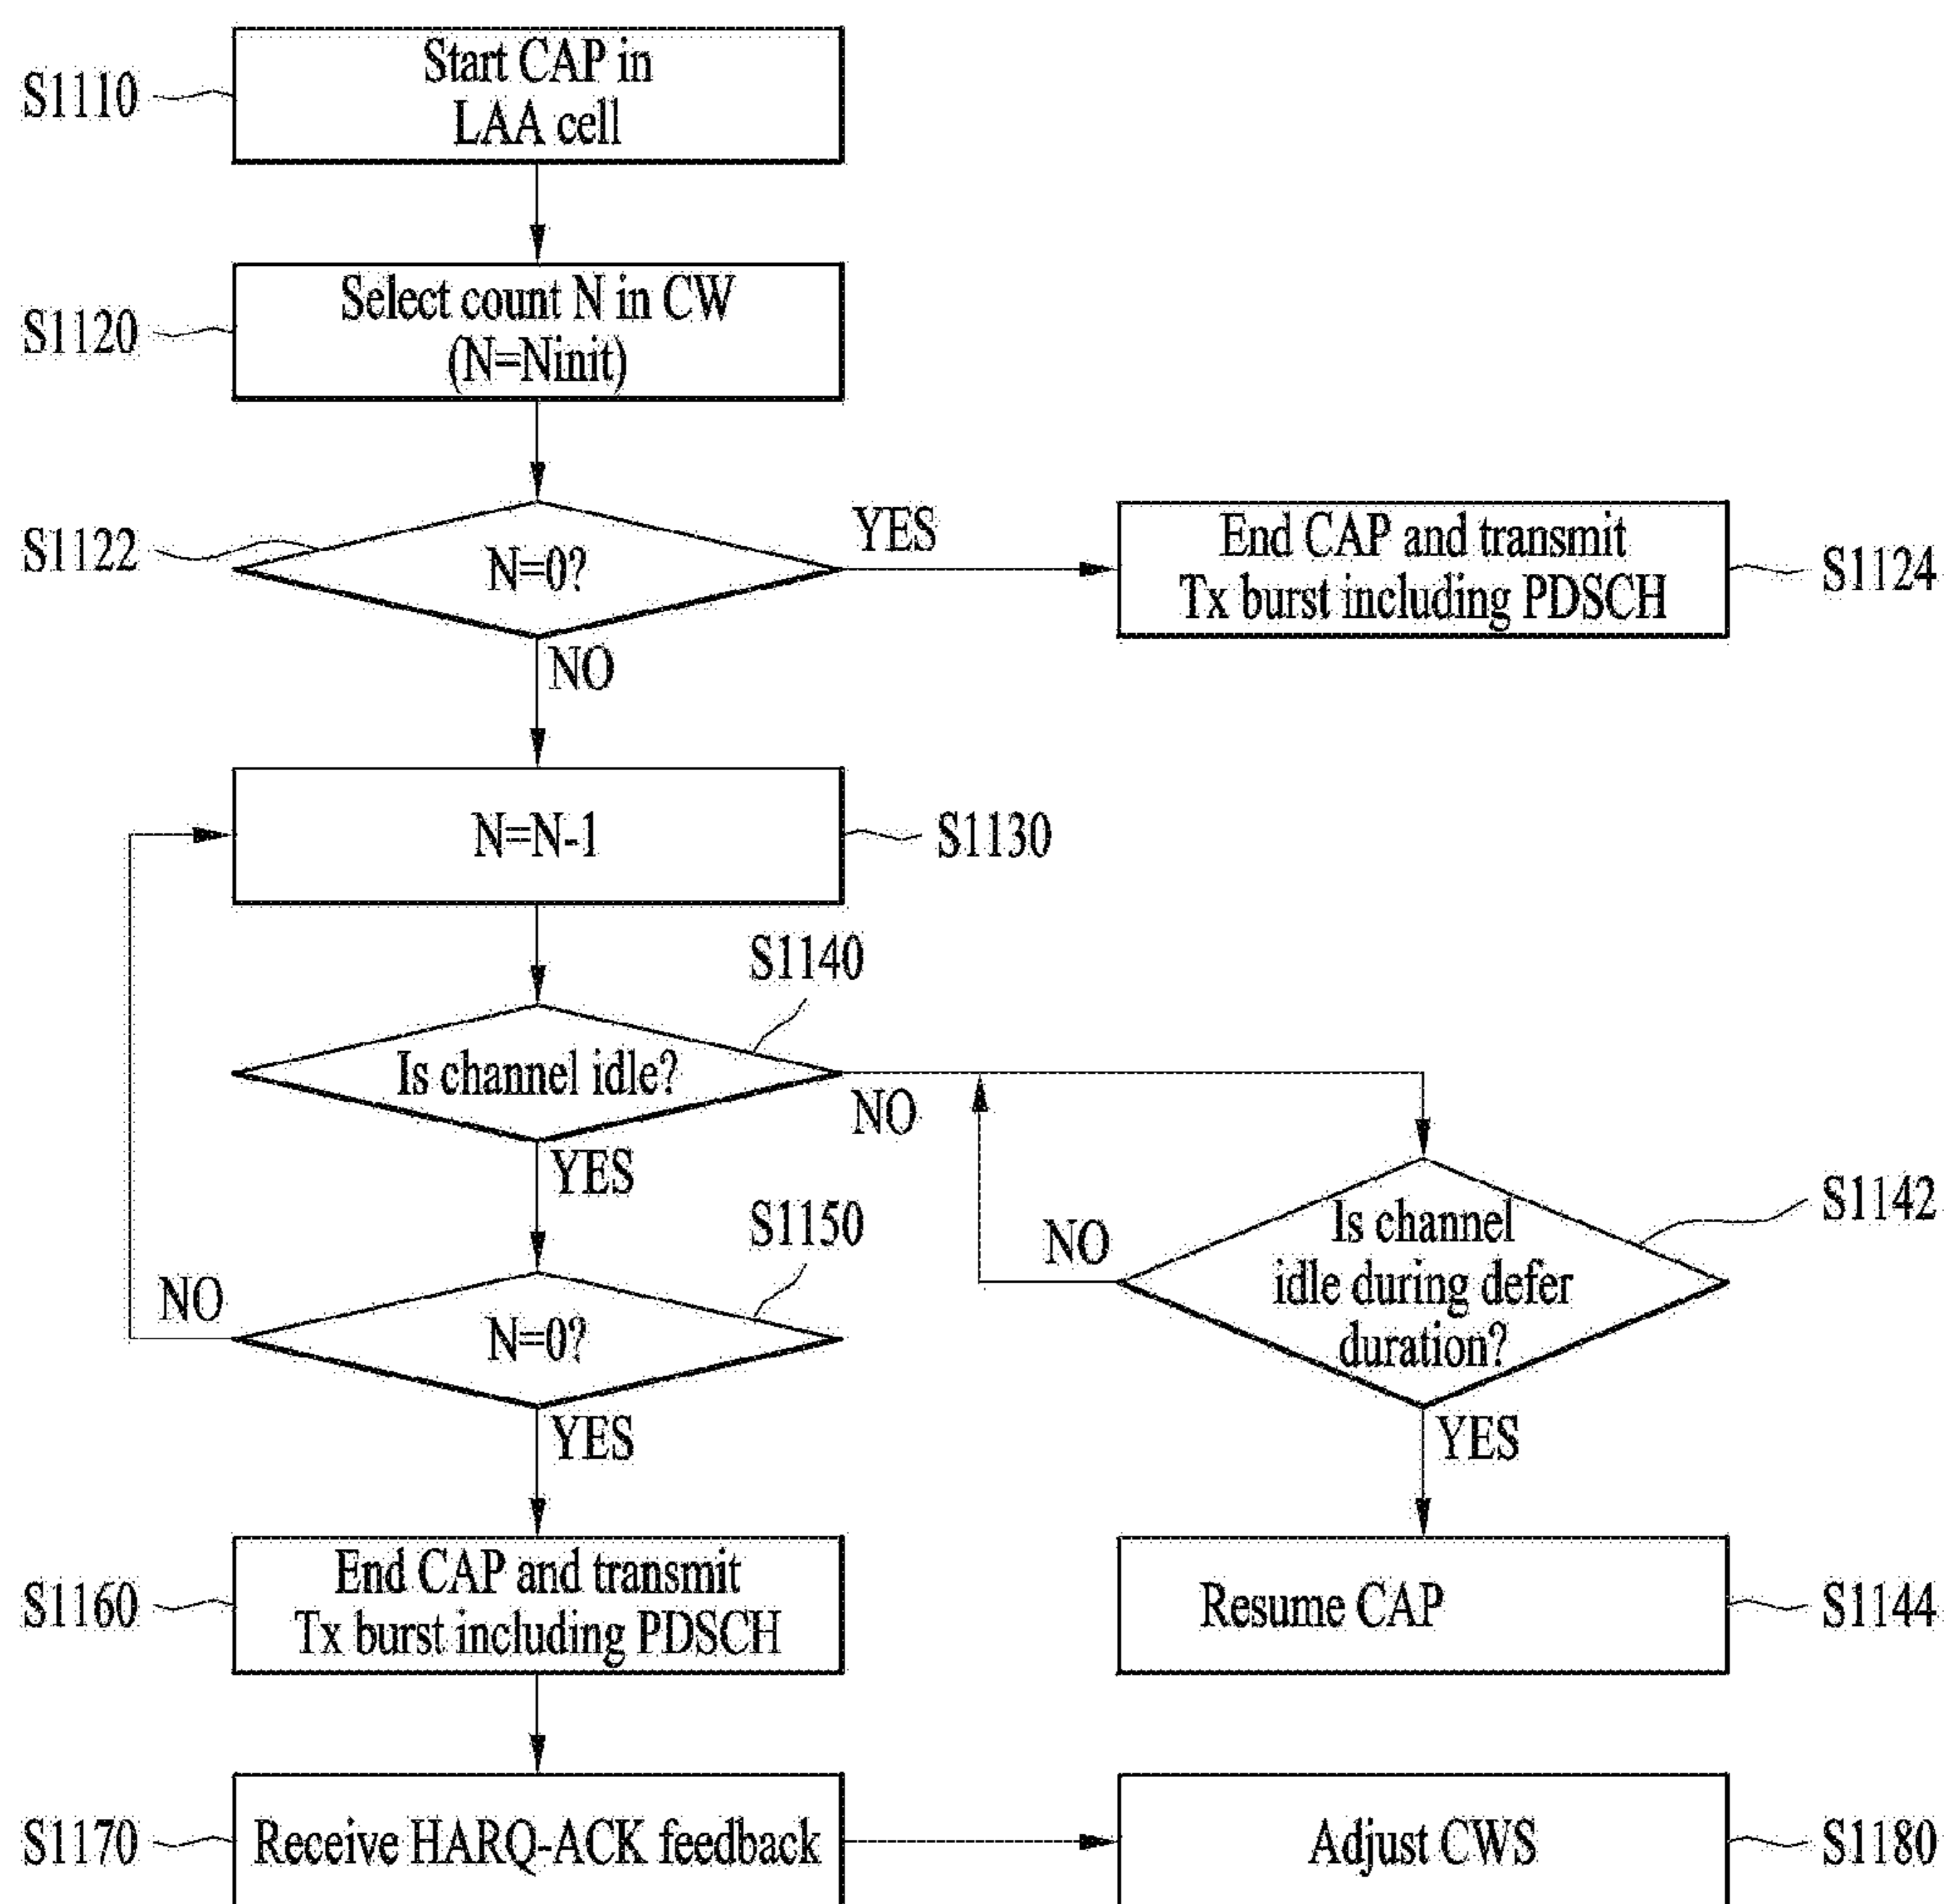 S1110
Start CAP in
LAA cell
S1120
Select count N in CW
(N=Ninit)
S1122
N=0?
YES
End CAP and transmit
Tx burst including PDSCH
S1124
NO
N=N-1
S1130
S1140
Is channel idle?
NO
YES
S1142
Is channel
idle during defer
duration?
NO
S1150
NO
N=0?
YES
YES
S1160
End CAP and transmit
Tx burst including PDSCH
Resume CAP
S1144
S1170
Receive HARQ-ACK feedback
Adjust CWS
S1180